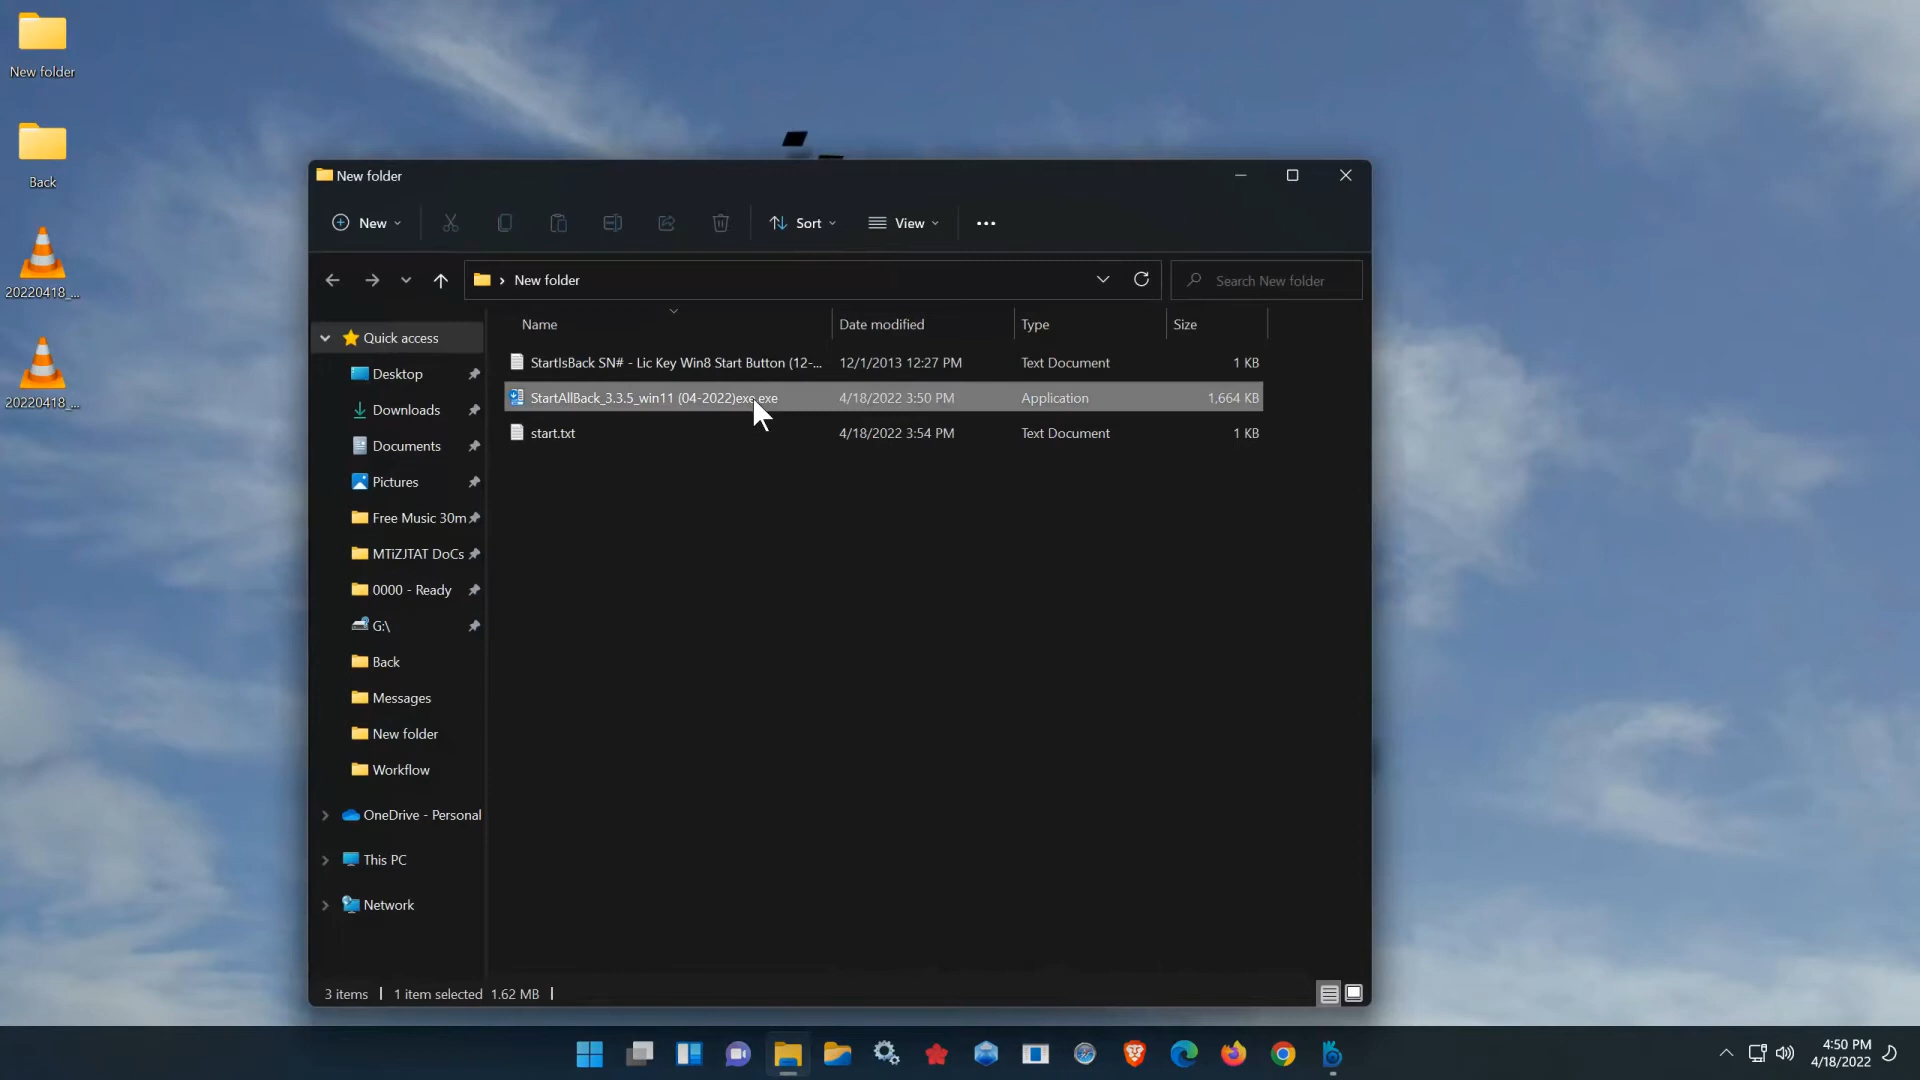 New folder
Back
20220418_...
20220418_...
New folder
New
Sort
View
New folder
Search New folder
Name Date modified Type Size
StartIsBack SN# - Lic Key Win8 Start Button (12-... 12/1/2013 12:27 PM Text Document 1 KB
StartAllBack_3.3.5_win11 (04-2022)exe.exe 4/18/2022 3:50 PM Application 1,664 KB
start.txt 4/18/2022 3:54 PM Text Document 1 KB
Quick access
Desktop
Downloads
Documents
Pictures
Free Music 30m
MTiZJTAT DoCs
0000 - Ready
G:\
Back
Messages
New folder
Workflow
OneDrive - Personal
This PC
Network
3 items 1 item selected 1.62 MB
4:50 PM
4/18/2022